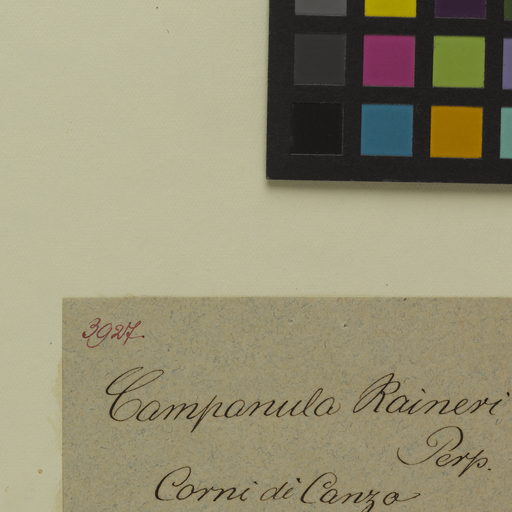 3927.
Campanula Raineri
Perp.
Corni di Canzo